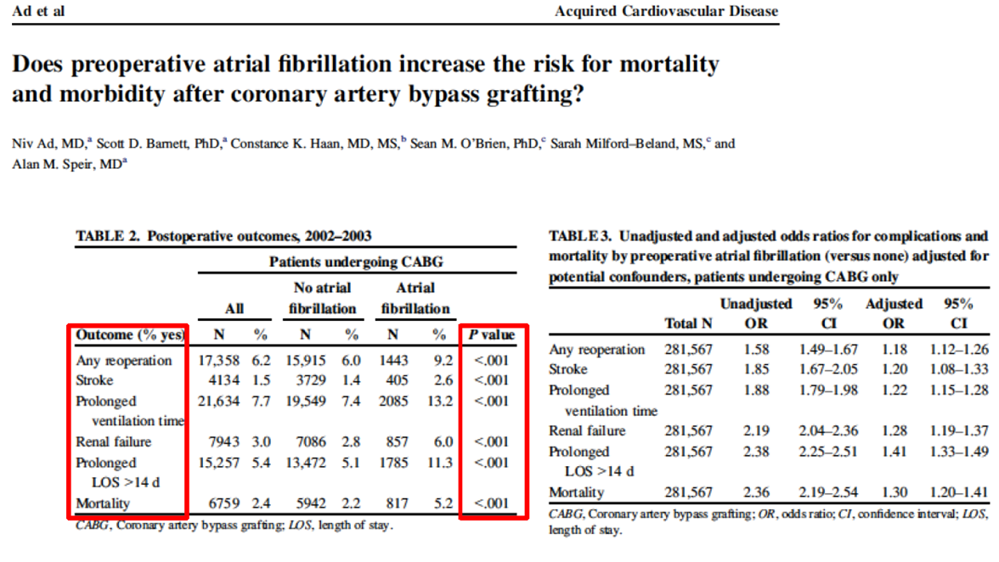 Ad et al Acquired Cardiovascular Disease
Does preoperative atrial fibrillation increase the risk for mortality
and morbidity after coronary artery bypass grafting?
Niv Ad, MD,a Scott D. Barnett, PhD,a Constance K. Haan, MD, MS,b Sean M. O'Brien, PhD,c Sarah Milford–Beland, MS,c and
Alan M. Speir, MDa
TABLE 2. Postoperative outcomes, 2002–2003
Patients undergoing CABG
No atrial Atrial
All fibrillation fibrillation
Outcome (% yes) N % N % N % P value
Any reoperation 17,358 6.2 15,915 6.0 1443 9.2 <.001
Stroke 4134 1.5 3729 1.4 405 2.6 <.001
Prolonged 21,634 7.7 19,549 7.4 2085 13.2 <.001
ventilation time
Renal failure 7943 3.0 7086 2.8 857 6.0 <.001
Prolonged 15,257 5.4 13,472 5.1 1785 11.3 <.001
LOS >14 d
Mortality 6759 2.4 5942 2.2 817 5.2 <.001
CABG, Coronary artery bypass grafting; LOS, length of stay.
TABLE 3. Unadjusted and adjusted odds ratios for complications and
mortality by preoperative atrial fibrillation (versus none) adjusted for
potential confounders, patients undergoing CABG only
Unadjusted 95% Adjusted 95%
Total N OR CI OR CI
Any reoperation 281,567 1.58 1.49–1.67 1.18 1.12–1.26
Stroke 281,567 1.85 1.67–2.05 1.20 1.08–1.33
Prolonged 281,567 1.88 1.79–1.98 1.22 1.15–1.28
ventilation time
Renal failure 281,567 2.19 2.04–2.36 1.28 1.19–1.37
Prolonged 281,567 2.38 2.25–2.51 1.41 1.33–1.49
LOS >14 d
Mortality 281,567 2.36 2.19–2.54 1.30 1.20–1.41
CABG, Coronary artery bypass grafting; OR, odds ratio; CI, confidence interval; LOS,
length of stay.